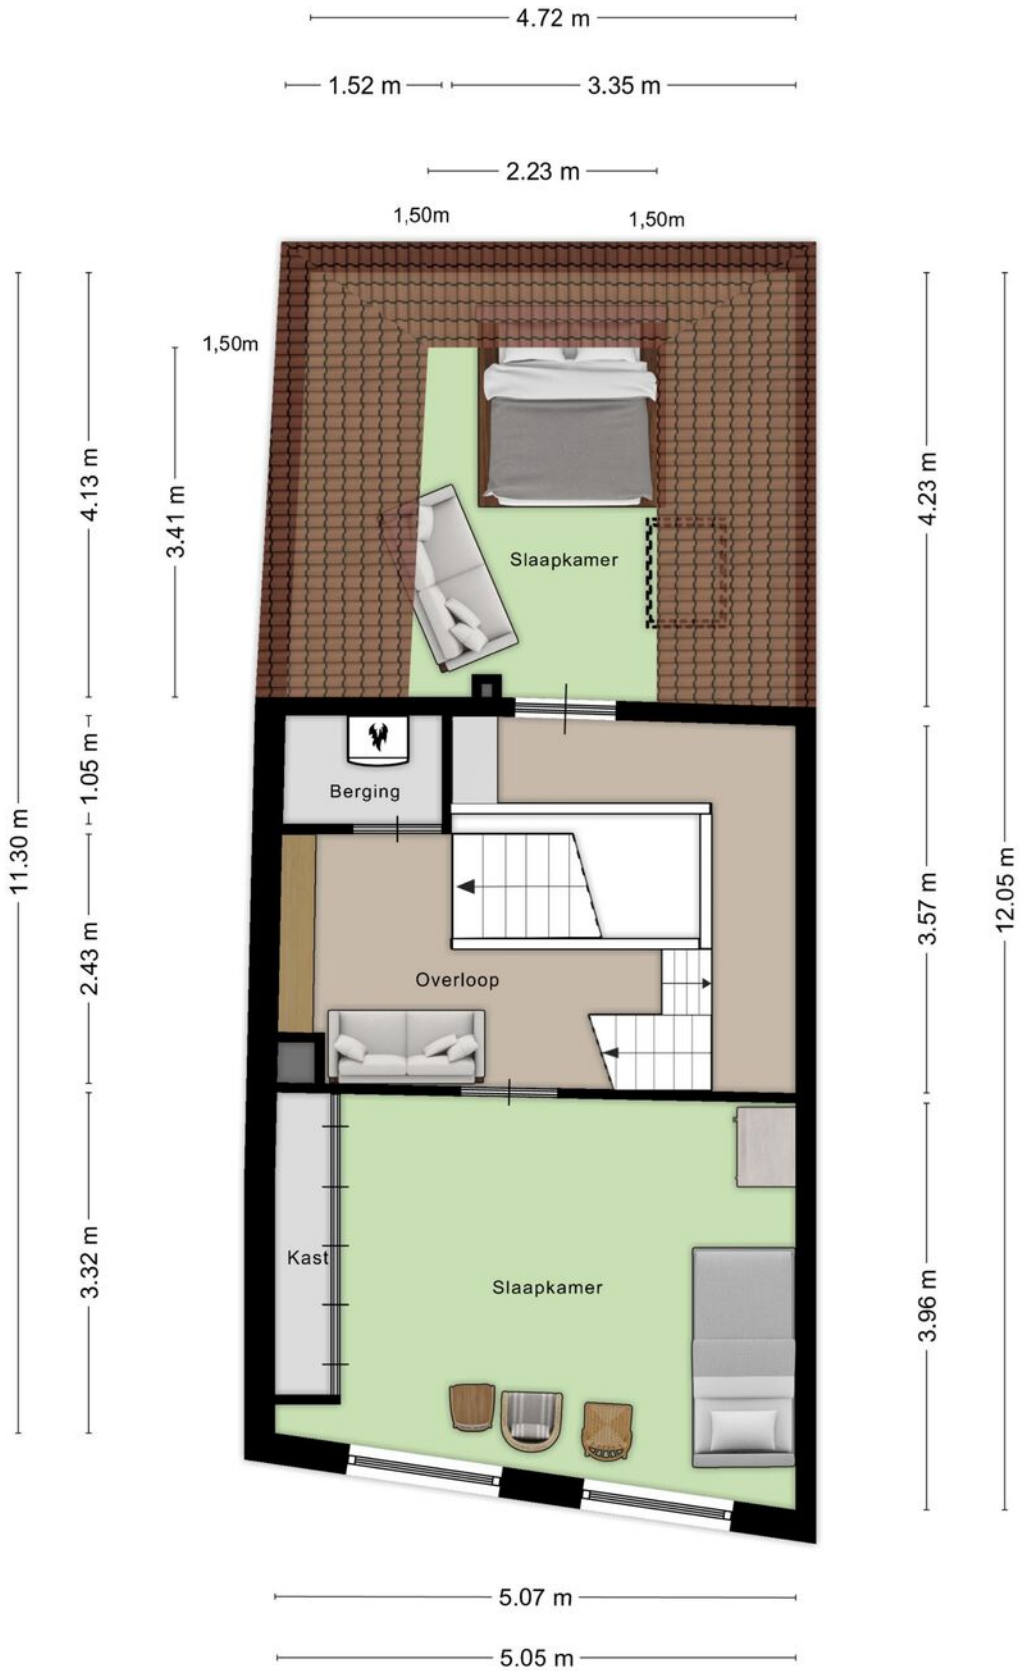 4.72 m
1.52 m
3.35 m
2.23 m
1,50m
1,50m
1,50m
4.13 m
3.41 m
4.23 m
Slaapkamer
1.05 m
Berging
11.30 m
12.05 m
3.57 m
2.43 m
Overloop
3.32 m
Kast
Slaapkamer
3.96 m
5.07 m
5.05 m